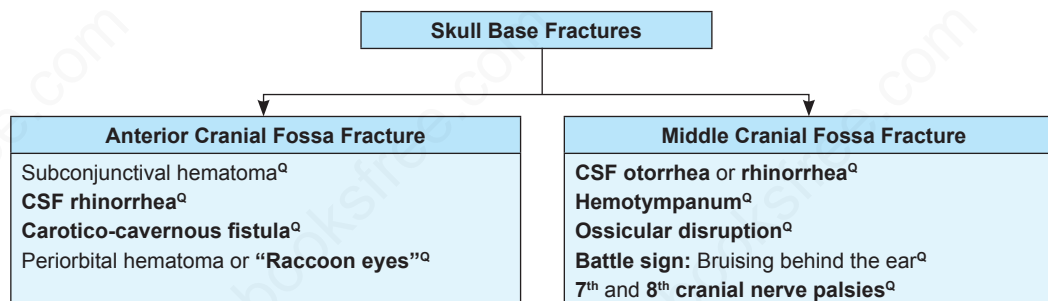 Skull Base Fractures
Anterior Cranial Fossa Fracture
Subconjunctival hematomaQ
CSF rhinorrheaQ
Carotico-cavernous fistulaQ
Periorbital hematoma or “Raccoon eyes”Q
Middle Cranial Fossa Fracture
CSF otorrhea or rhinorrheaQ
HemotympanumQ
Ossicular disruptionQ
Battle sign: Bruising behind the earQ
7th and 8th cranial nerve palsiesQ